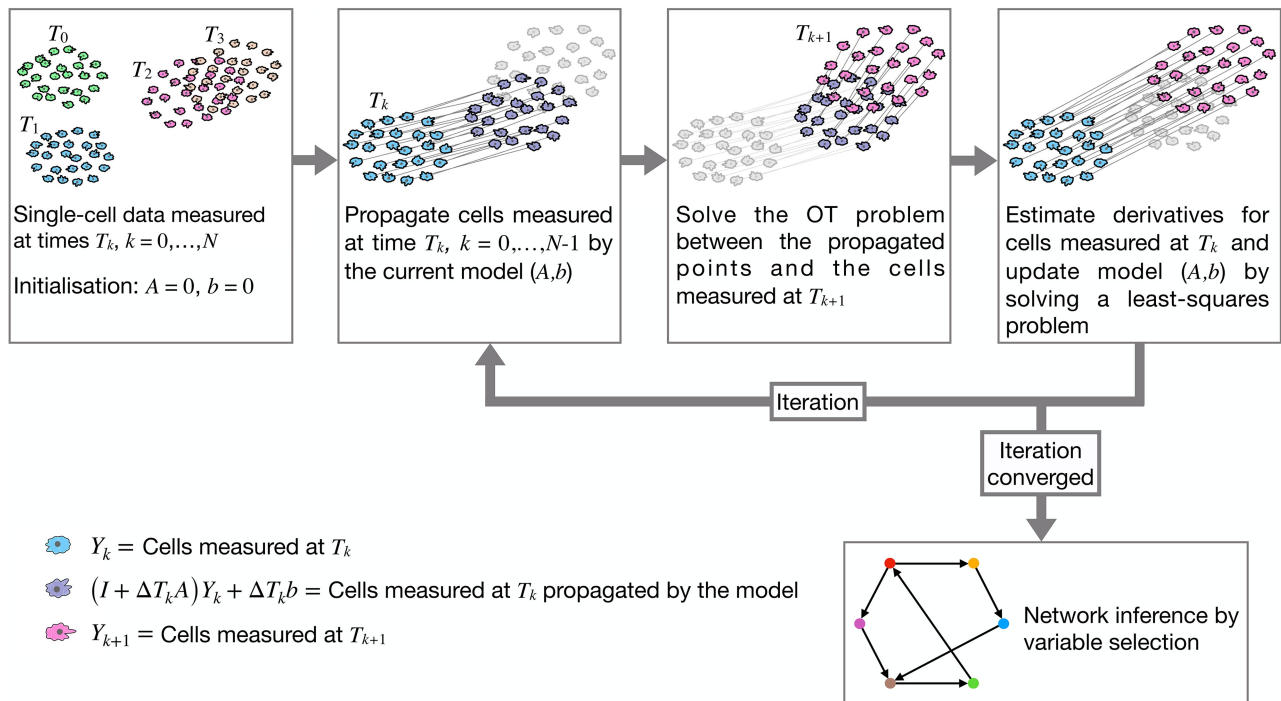 T₀
T₃
T₂
T₁
Single-cell data measured
at times Tₖ, k = 0,…,N
Initialisation: A = 0, b = 0
Tₖ
Propagate cells measured
at time Tₖ, k = 0,…,N-1 by
the current model (A,b)
Tₖ₊₁
Solve the OT problem
between the propagated
points and the cells
measured at Tₖ₊₁
Estimate derivatives for
cells measured at Tₖ and
update model (A,b) by
solving a least-squares
problem
Iteration
Iteration
converged
Yₖ = Cells measured at Tₖ
(I + ΔTₖA)Yₖ + ΔTₖb = Cells measured at Tₖ propagated by the model
Yₖ₊₁ = Cells measured at Tₖ₊₁
Network inference by
variable selection